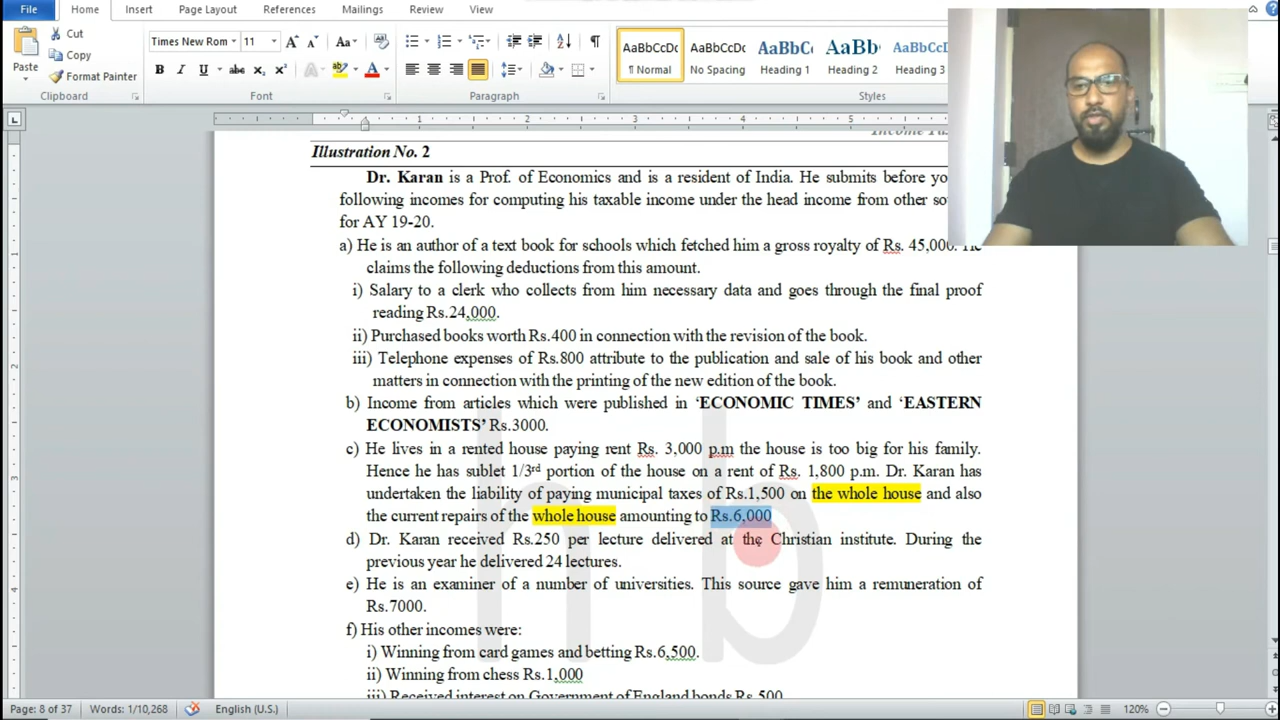 File Home Insert Page Layout References Mailings Review View
Cut
Copy
Paste Format Painter
Clipboard
Times New Rom 11
Font
Paragraph
AaBbCcDc AaBbCcDc AaBbC AaBb AaBbCcD
¶ Normal No Spacing Heading 1 Heading 2 Heading 3
Styles
1 2 3 4 5
Illustration No. 2
Dr. Karan is a Prof. of Economics and is a resident of India. He submits before yo
following incomes for computing his taxable income under the head income from other so
for AY 19-20.
a) He is an author of a text book for schools which fetched him a gross royalty of Rs. 45,000. He
claims the following deductions from this amount.
i) Salary to a clerk who collects from him necessary data and goes through the final proof
reading Rs.24,000.
ii) Purchased books worth Rs.400 in connection with the revision of the book.
iii) Telephone expenses of Rs.800 attribute to the publication and sale of his book and other
matters in connection with the printing of the new edition of the book.
b) Income from articles which were published in ‘ECONOMIC TIMES’ and ‘EASTERN
ECONOMISTS’ Rs.3000.
c) He lives in a rented house paying rent Rs. 3,000 p.m the house is too big for his family.
Hence he has sublet 1/3rd portion of the house on a rent of Rs. 1,800 p.m. Dr. Karan has
undertaken the liability of paying municipal taxes of Rs.1,500 on the whole house and also
the current repairs of the whole house amounting to Rs.6,000
d) Dr. Karan received Rs.250 per lecture delivered at the Christian institute. During the
previous year he delivered 24 lectures.
e) He is an examiner of a number of universities. This source gave him a remuneration of
Rs.7000.
f) His other incomes were:
i) Winning from card games and betting Rs.6,500.
ii) Winning from chess Rs.1,000
iii) Received interest on Government of England bonds Rs.500
h b
Page: 8 of 37 Words: 1/10,268 English (U.S.) 120%